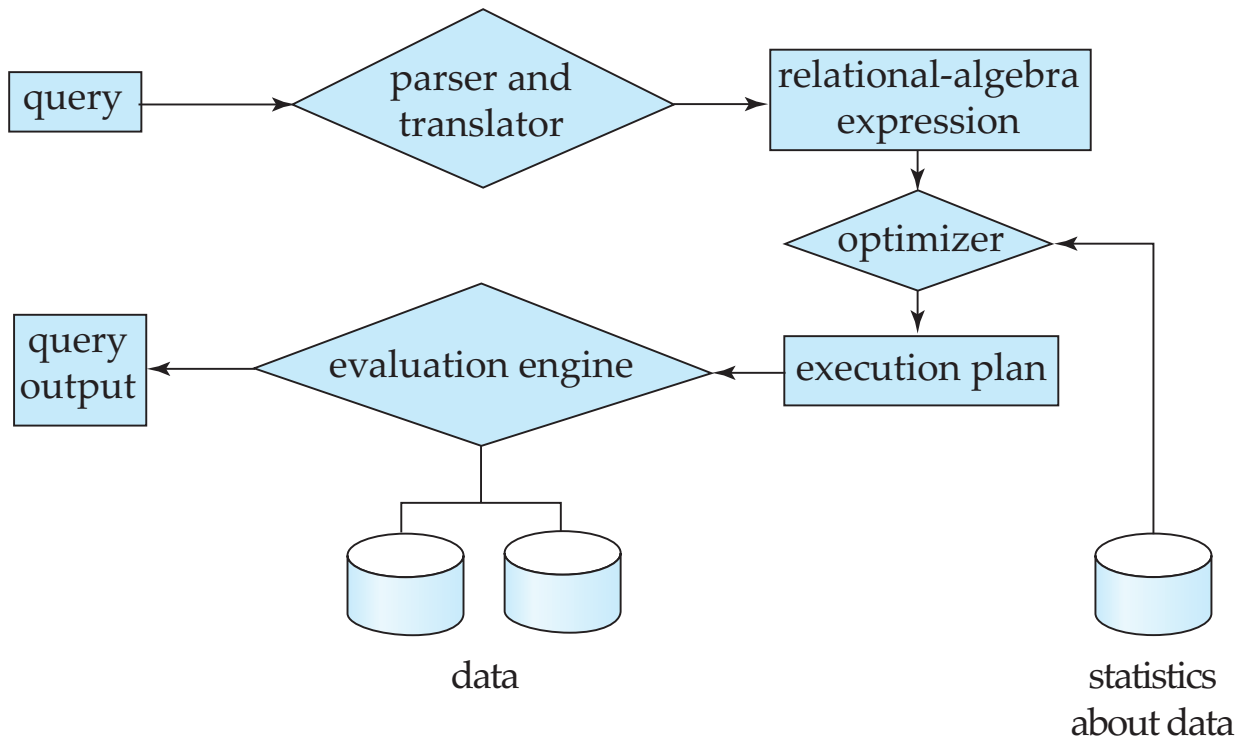 query
parser and
translator
relational-algebra
expression
optimizer
query
output
evaluation engine
execution plan
data
statistics
about data